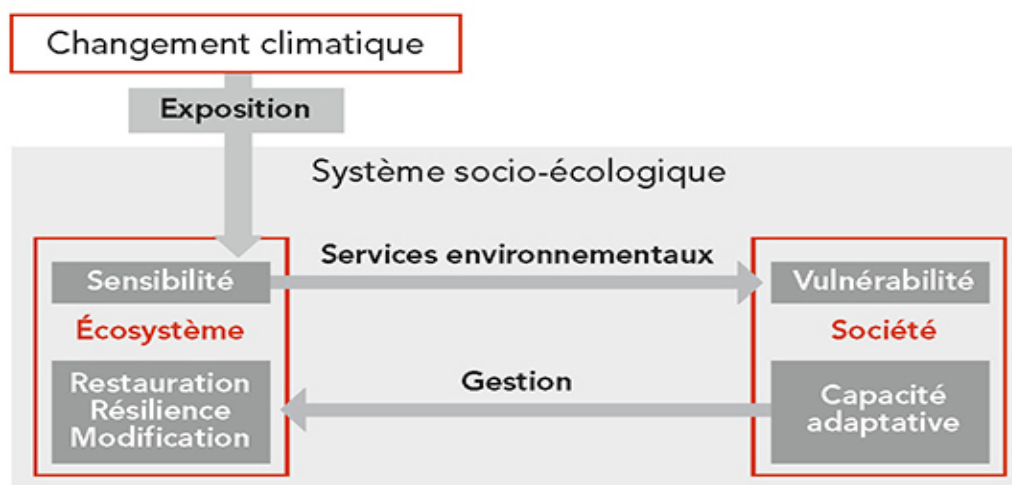 Changement climatique
Exposition
Système socio-écologique
Services environnementaux
Sensibilité
Vulnérabilité
Écosystème
Société
Restauration
Résilience
Modification
Gestion
Capacité
adaptative